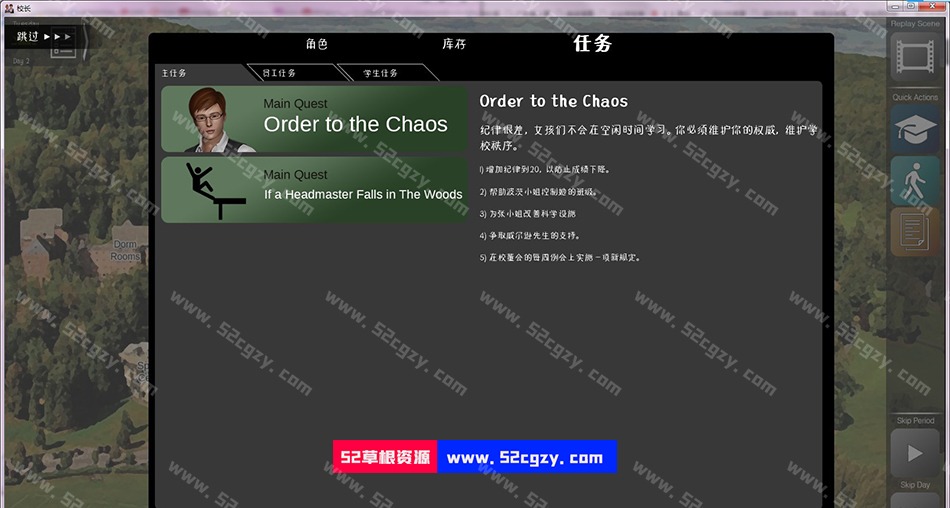 校长
Tuesday
跳过 ▶ ▶ ▶
Day 2
角色
库存
任务
主任务
员工任务
学生任务
Main Quest
Order to the Chaos
Main Quest
If a Headmaster Falls in The Woods
Order to the Chaos
纪律很差，女孩们不会在空闲时间学习。你必须维护你的权威，维护学
校秩序。
1) 增加纪律到20，以防止成绩下降。
2) 帮助波茨小姐控制她的班级。
3) 为张小姐改善科学设施
4) 争取威尔逊先生的支持。
5) 在校董会的每周例会上实施一项新规定。
Dorm
Rooms
Replay Scene
Quick Actions
Skip Period
Skip Day
52草根资源
www.52cgzy.com